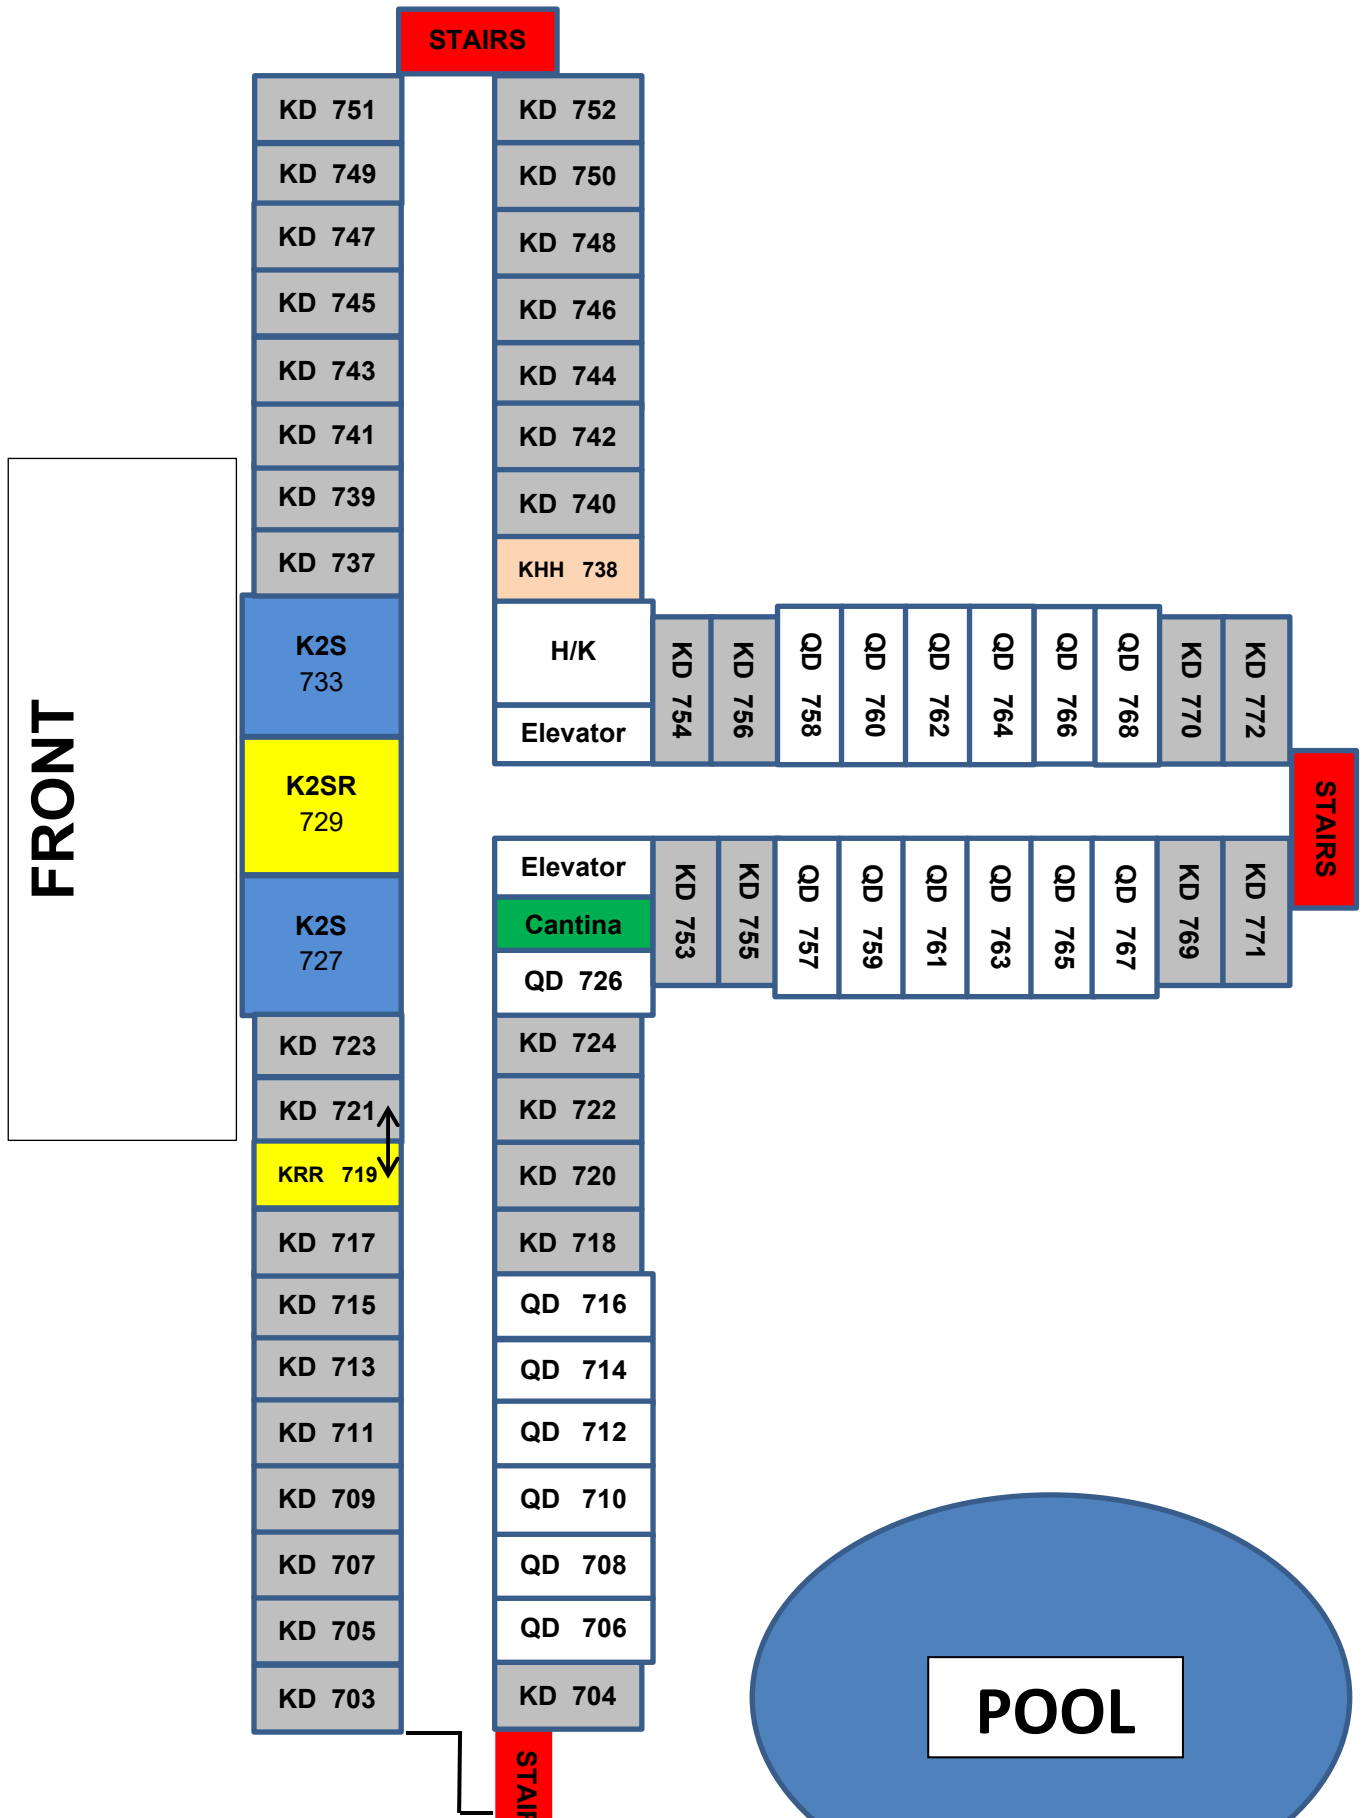 STAIRS
KD 751
KD 749
KD 747
KD 745
KD 743
KD 741
KD 739
KD 737
K2S
733
K2SR
729
K2S
727
KD 723
KD 721
KRR 719
KD 717
KD 715
KD 713
KD 711
KD 709
KD 707
KD 705
KD 703
FRONT
KD 752
KD 750
KD 748
KD 746
KD 744
KD 742
KD 740
KHH 738
H/K
Elevator
Elevator
Cantina
QD 726
KD 724
KD 722
KD 720
KD 718
QD 716
QD 714
QD 712
QD 710
QD 708
QD 706
KD 704
STAIR
KD 754
KD 756
QD 758
QD 760
QD 762
QD 764
QD 766
QD 768
KD 770
KD 772
STAIRS
KD 753
KD 755
QD 757
QD 759
QD 761
QD 763
QD 765
QD 767
KD 769
KD 771
POOL